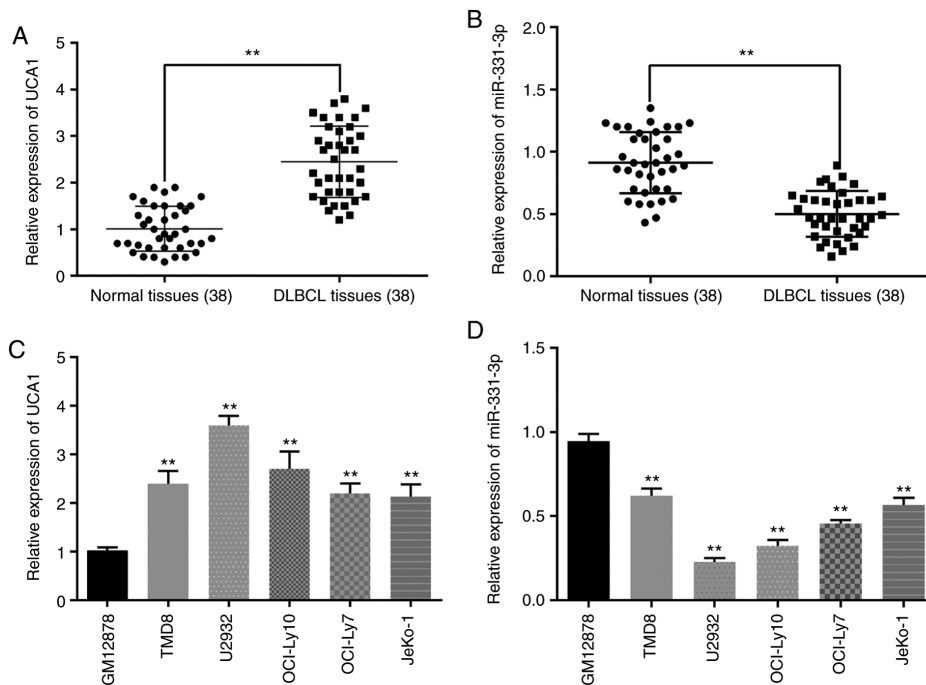 A
Relative expression of UCA1
5
4
3
2
1
0
**
Normal tissues (38)
DLBCL tissues (38)
B
Relative expression of miR-331-3p
2.0
1.5
1.0
0.5
0.0
**
Normal tissues (38)
DLBCL tissues (38)
C
Relative expression of UCA1
5
4
3
2
1
0
**
**
**
**
**
GM12878
TMD8
U2932
OCI-Ly10
OCI-Ly7
JeKo-1
D
Relative expression of miR-331-3p
1.5
1.0
0.5
0.0
**
**
**
**
**
GM12878
TMD8
U2932
OCI-Ly10
OCI-Ly7
JeKo-1